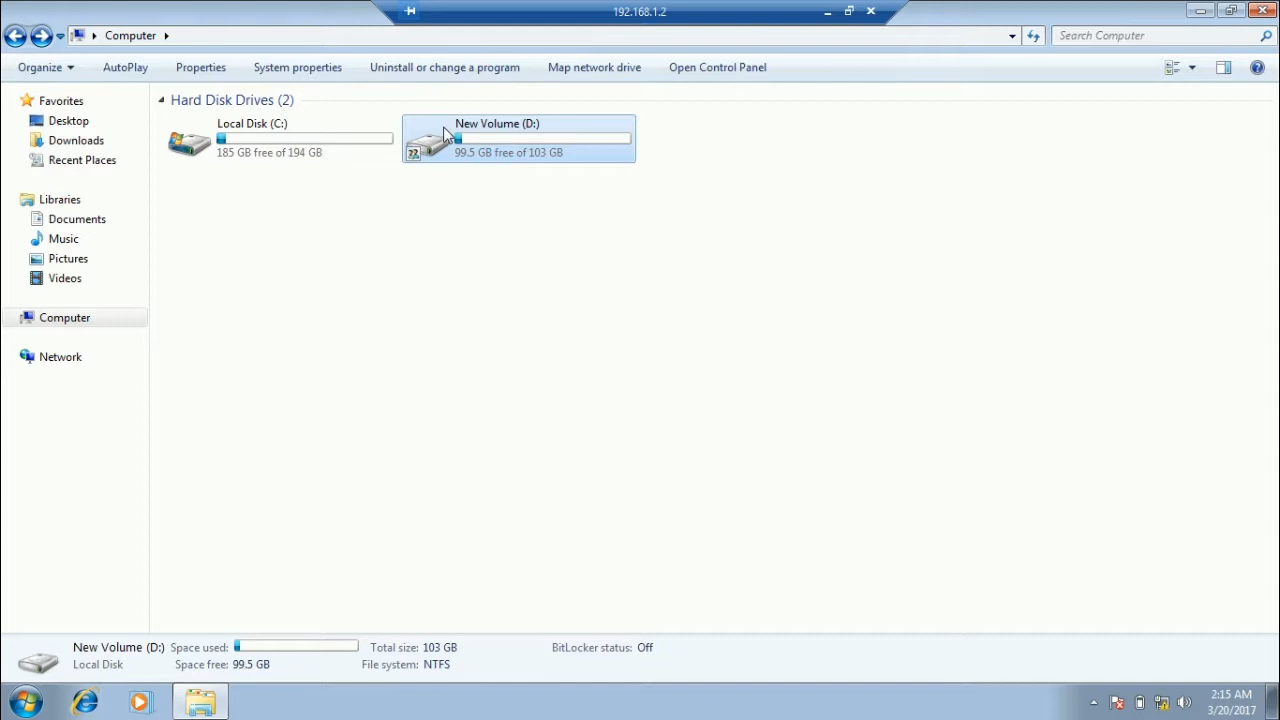 192.168.1.2
Computer
Search Computer
Organize AutoPlay Properties System properties Uninstall or change a program Map network drive Open Control Panel
Favorites
Desktop
Downloads
Recent Places
Libraries
Documents
Music
Pictures
Videos
Computer
Network
Hard Disk Drives (2)
Local Disk (C:)
185 GB free of 194 GB
New Volume (D:)
99.5 GB free of 103 GB
New Volume (D:) Space used: Total size: 103 GB BitLocker status: Off
Local Disk Space free: 99.5 GB File system: NTFS
2:15 AM
3/20/2017